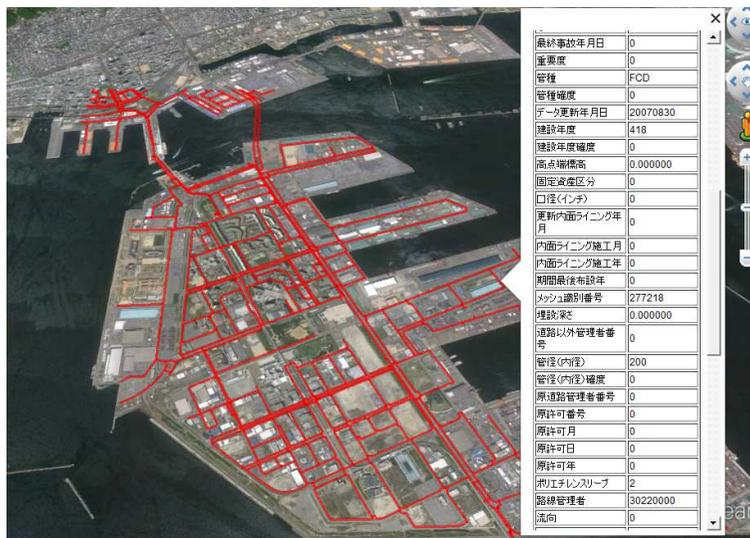 最終事故年月日 0
重要度 0
管種 FCD
管種確度 0
データ更新年月日 20070830
建設年度 418
建設年度確度 0
高点端標高 0.000000
固定資産区分 0
口径(インチ) 0
更新内面ライニング年
月 0
内面ライニング施工月 0
内面ライニング施工年 0
期間最後布設年 0
メッシュ識別番号 277218
埋設深さ 0.000000
道路以外管理者番
号 0
管径(内径) 200
管径(内径)確度 0
原道路管理者番号 0
原許可番号 0
原許可月 0
原許可日 0
原許可年 0
ポリエチレンスリーブ 2
路線管理者 30220000
流向 0